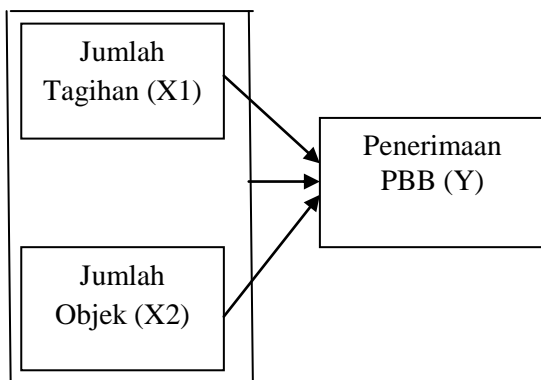 Jumlah
Tagihan (X1)
Penerimaan
PBB (Y)
Jumlah
Objek (X2)